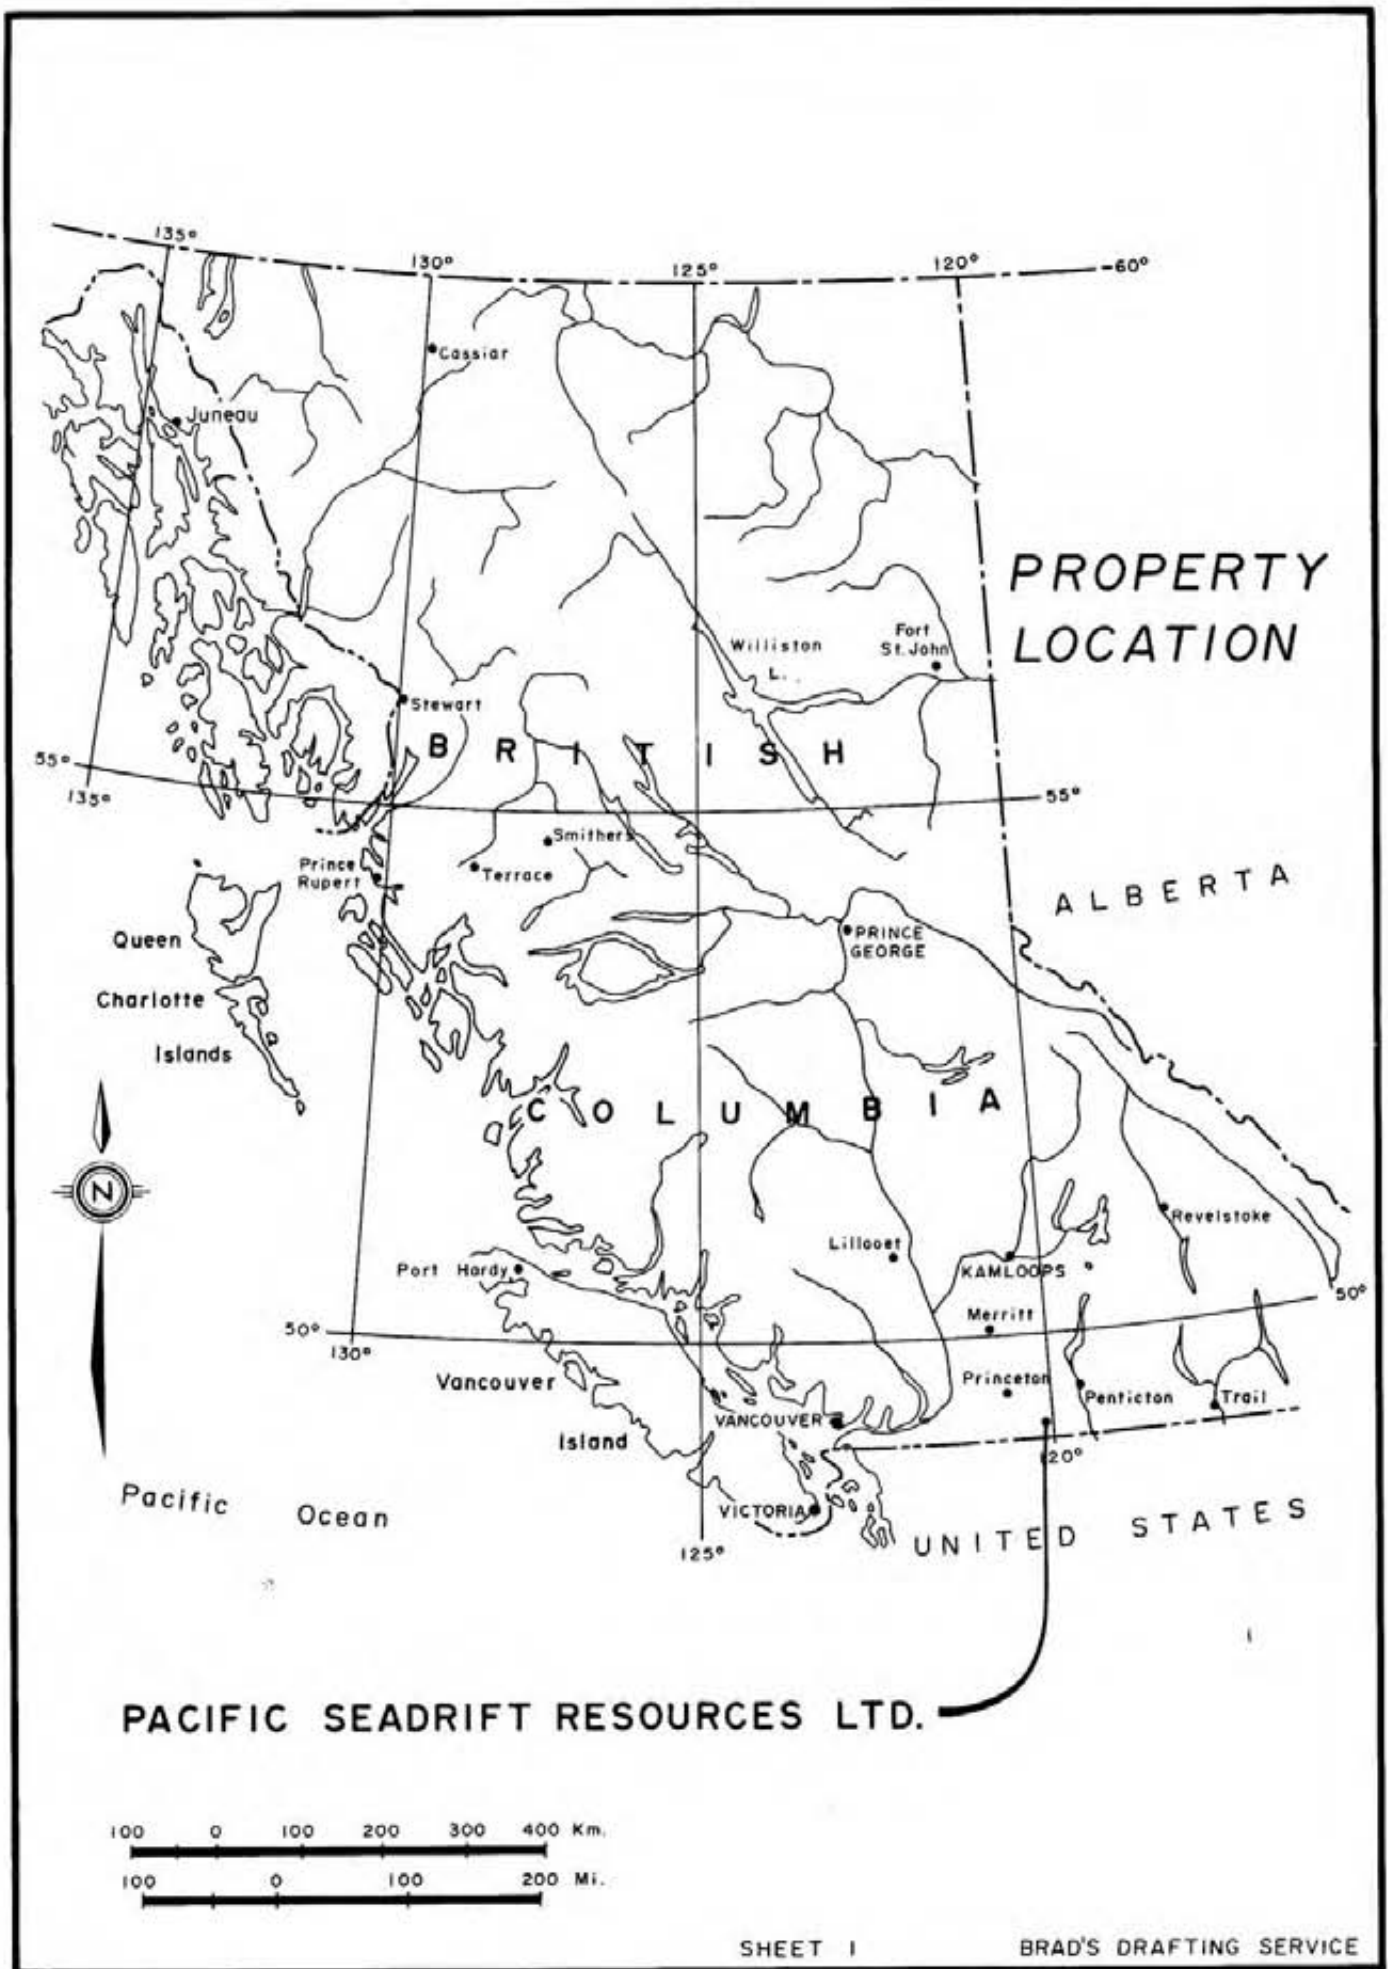 135°
130°
125°
120°
60°
Cassiar
Juneau
PROPERTY
LOCATION
Williston
L.
Fort
St. John
Stewart
BRITISH
55°
135°
55°
Smithers
Terrace
Prince
Rupert
ALBERTA
Queen
Charlotte
Islands
PRINCE
GEORGE
COLUMBIA
N
Revelstoke
Lillooet
KAMLOOPS
Port Hardy
50°
Merritt
50°
130°
Vancouver
Island
Princeton
Penticton
Trail
VANCOUVER
120°
Pacific Ocean
VICTORIA
UNITED STATES
125°
PACIFIC SEADRIFT RESOURCES LTD.
100 0 100 200 300 400 Km.
100 0 100 200 Mi.
SHEET 1
BRAD'S DRAFTING SERVICE